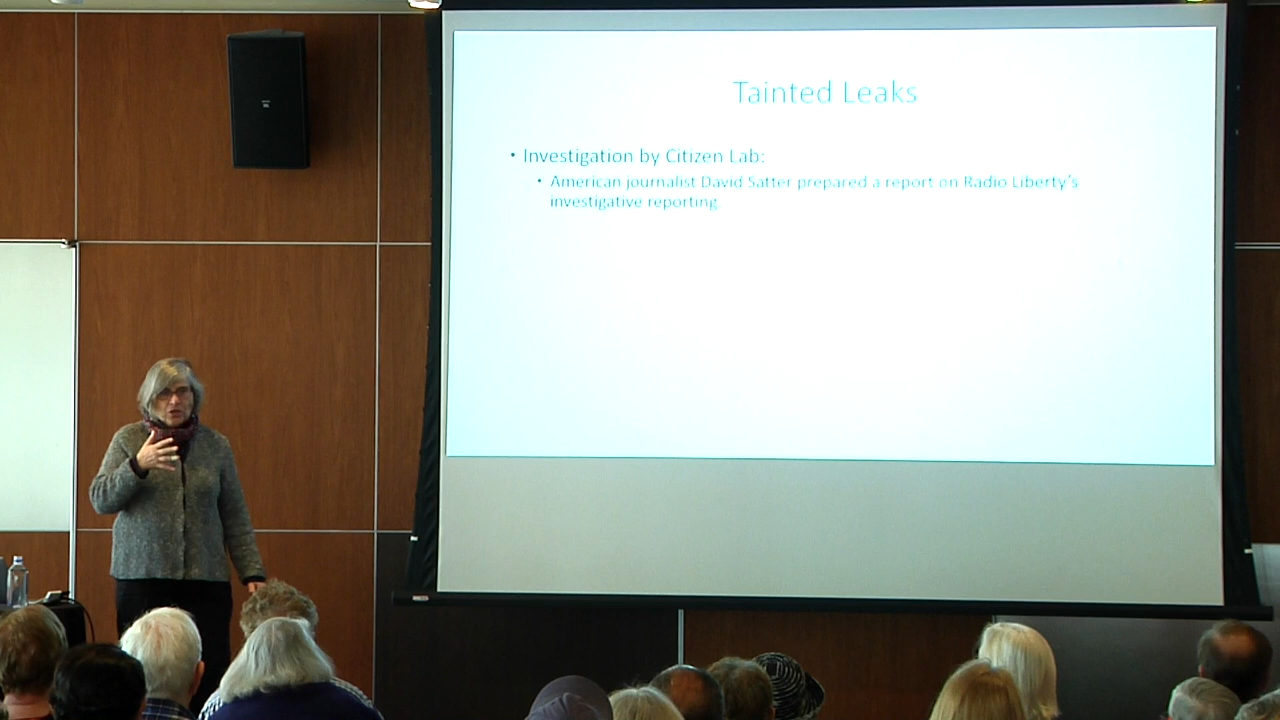 Tainted Leaks
• Investigation by Citizen Lab:
• American journalist David Satter prepared a report on Radio Liberty's
investigative reporting